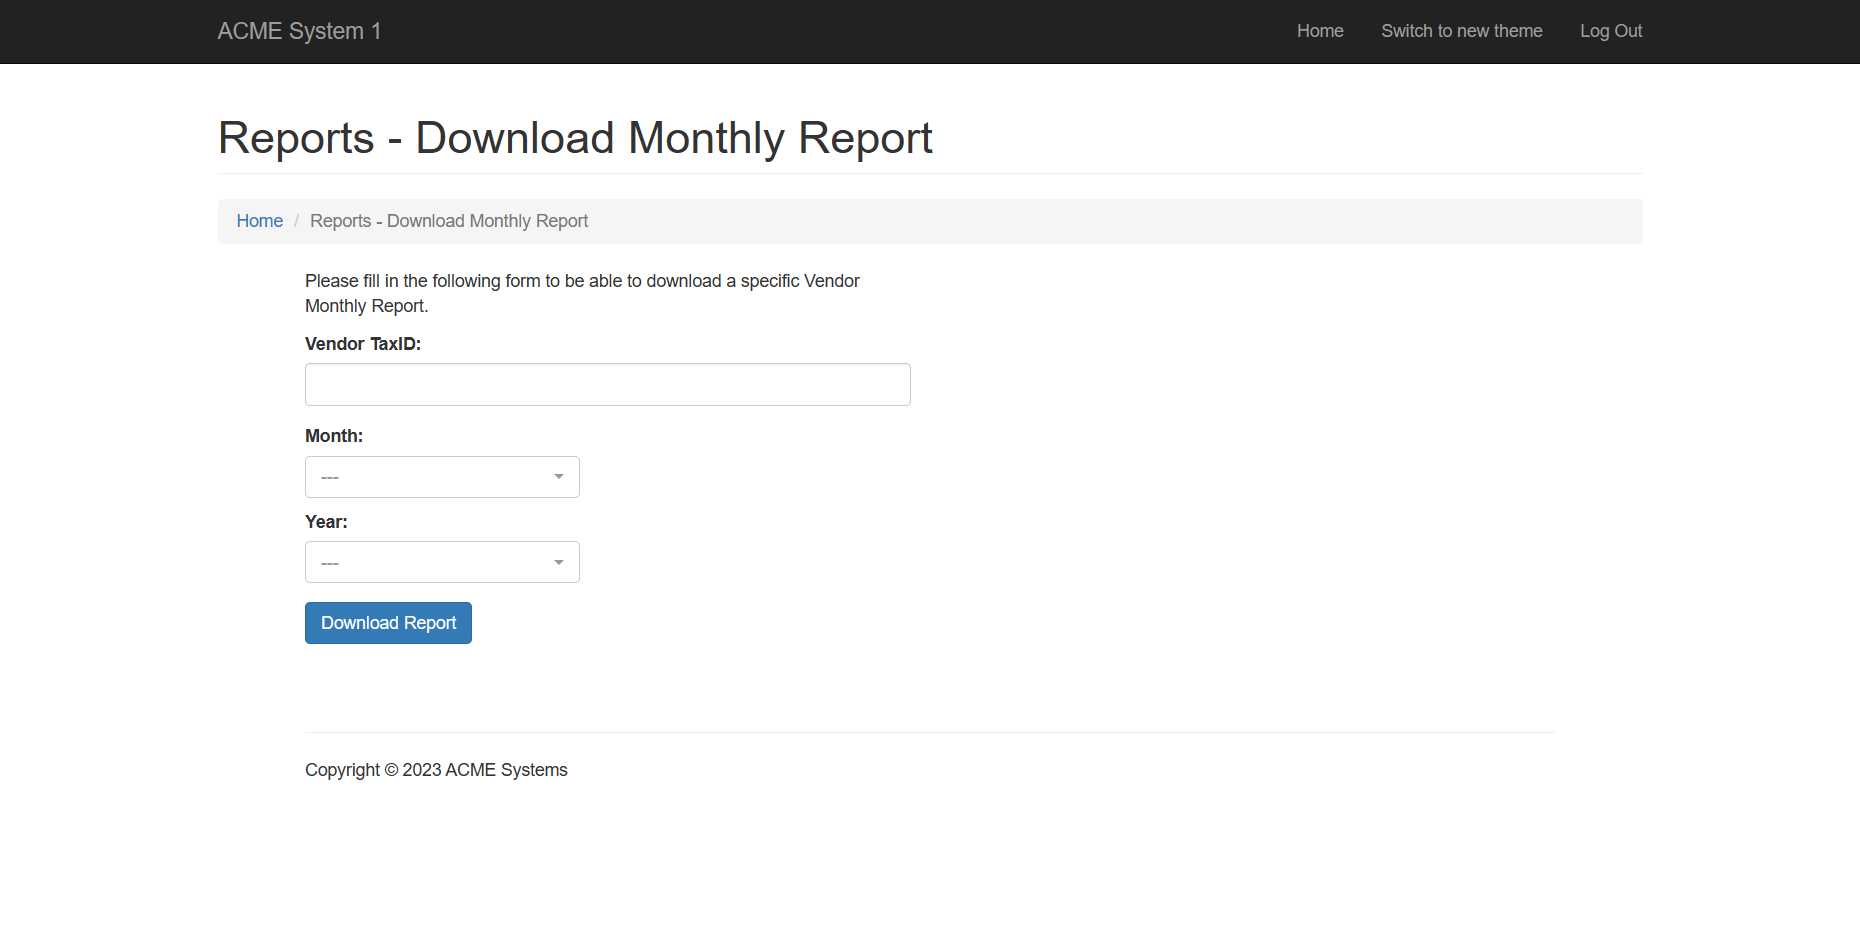 ACME System 1
Home
Switch to new theme
Log Out
Reports - Download Monthly Report
Home / Reports - Download Monthly Report
Please fill in the following form to be able to download a specific Vendor
Monthly Report.
Vendor TaxID:
Month:
---
Year:
---
Download Report
Copyright © 2023 ACME Systems